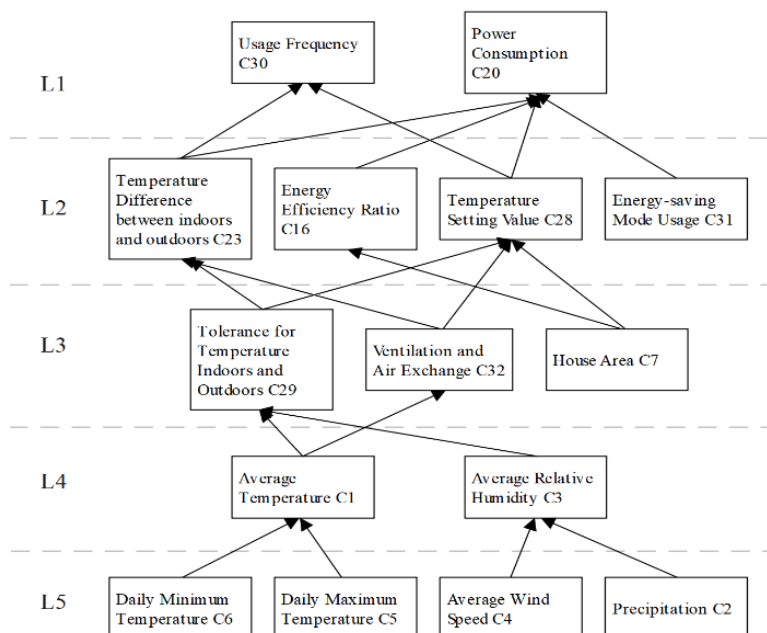 Usage Frequency
C30
Power
Consumption
C20
L1
Temperature
Difference
between indoors
and outdoors C23
Energy
Efficiency Ratio
C16
Temperature
Setting Value C28
Energy-saving
Mode Usage C31
L2
Tolerance for
Temperature
Indoors and
Outdoors C29
Ventilation and
Air Exchange C32
House Area C7
L3
Average
Temperature C1
Average Relative
Humidity C3
L4
Daily Minimum
Temperature C6
Daily Maximum
Temperature C5
Average Wind
Speed C4
Precipitation C2
L5